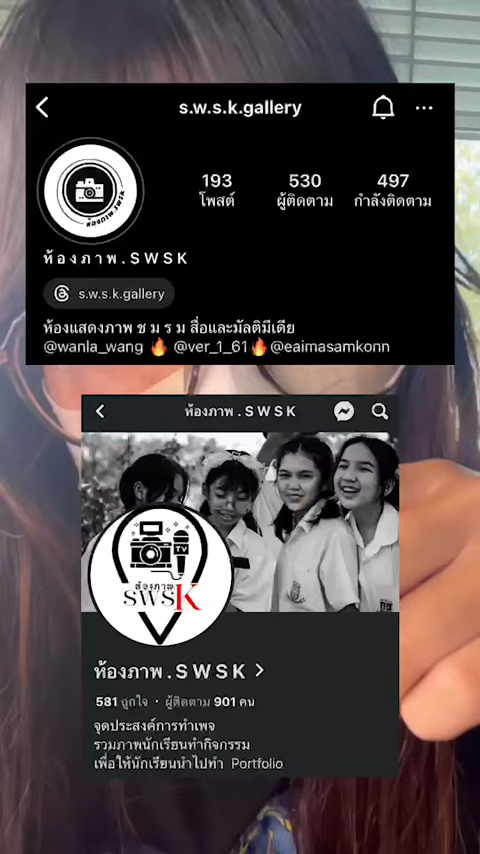 s.w.s.k.gallery
193 530 497
โพสต์ ผู้ติดตาม กำลังติดตาม
ห้องภาพ.SWSK
ห้ อ ง ภ า พ . S W S K
s.w.s.k.gallery
ห้องแสดงภาพ ช ม ร ม สื่อและมัลติมีเดีย
@wanla_wang 🔥 @ver_1_61🔥@eaimasamkonn
ห้องภาพ . S W S K
TV
ห้องภาพ
SWSK
ห้องภาพ . S W S K
581 ถูกใจ · ผู้ติดตาม 901 คน
จุดประสงค์การทำเพจ
รวมภาพนักเรียนทำกิจกรรม
เพื่อให้นักเรียนนำไปทำ Portfolio